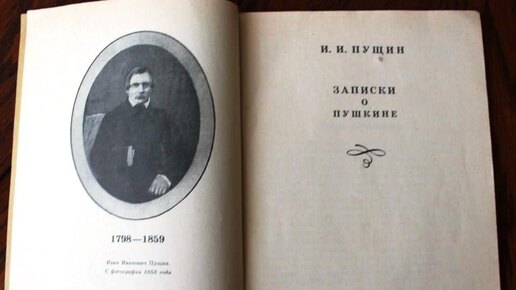 1798—1859
Иван Иванович Пущин.
С фотографии 1858 года
И. И. ПУЩИН
ЗАПИСКИ
О
ПУШКИНЕ